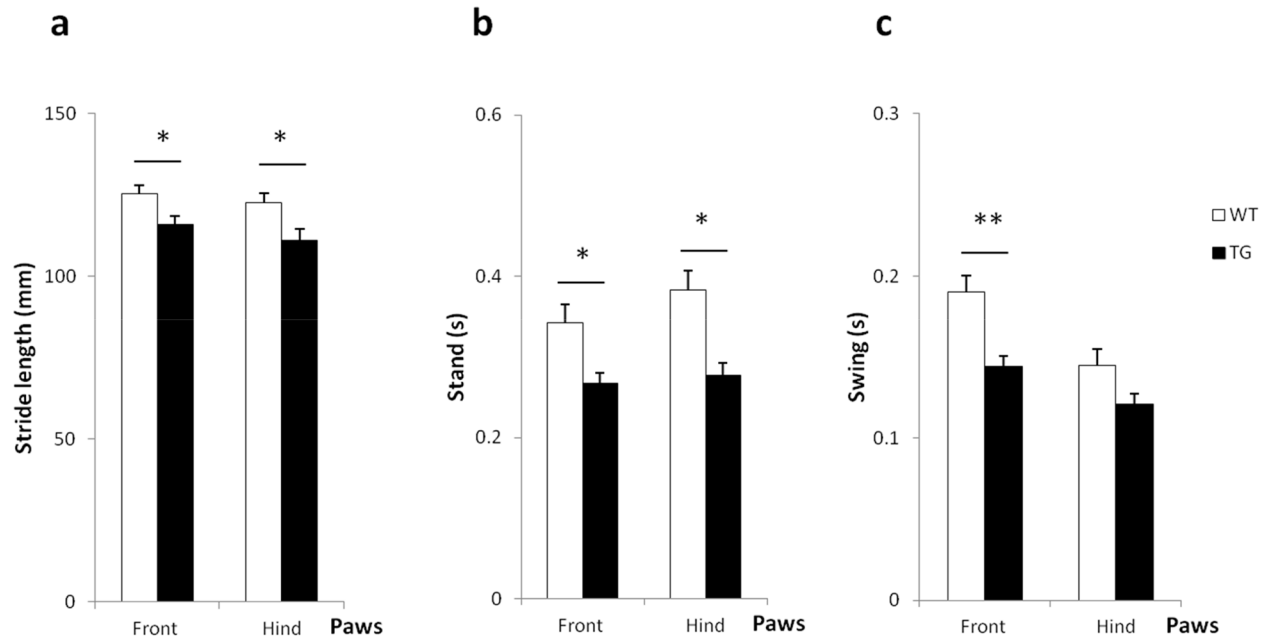 a
b
c
Stride length (mm)
150
100
50
0
*
*
Front
Hind
Paws
Stand (s)
0.6
0.4
0.2
0
*
*
Front
Hind
Paws
Swing (s)
0.3
0.2
0.1
0
**
Front
Hind
Paws
WT
TG